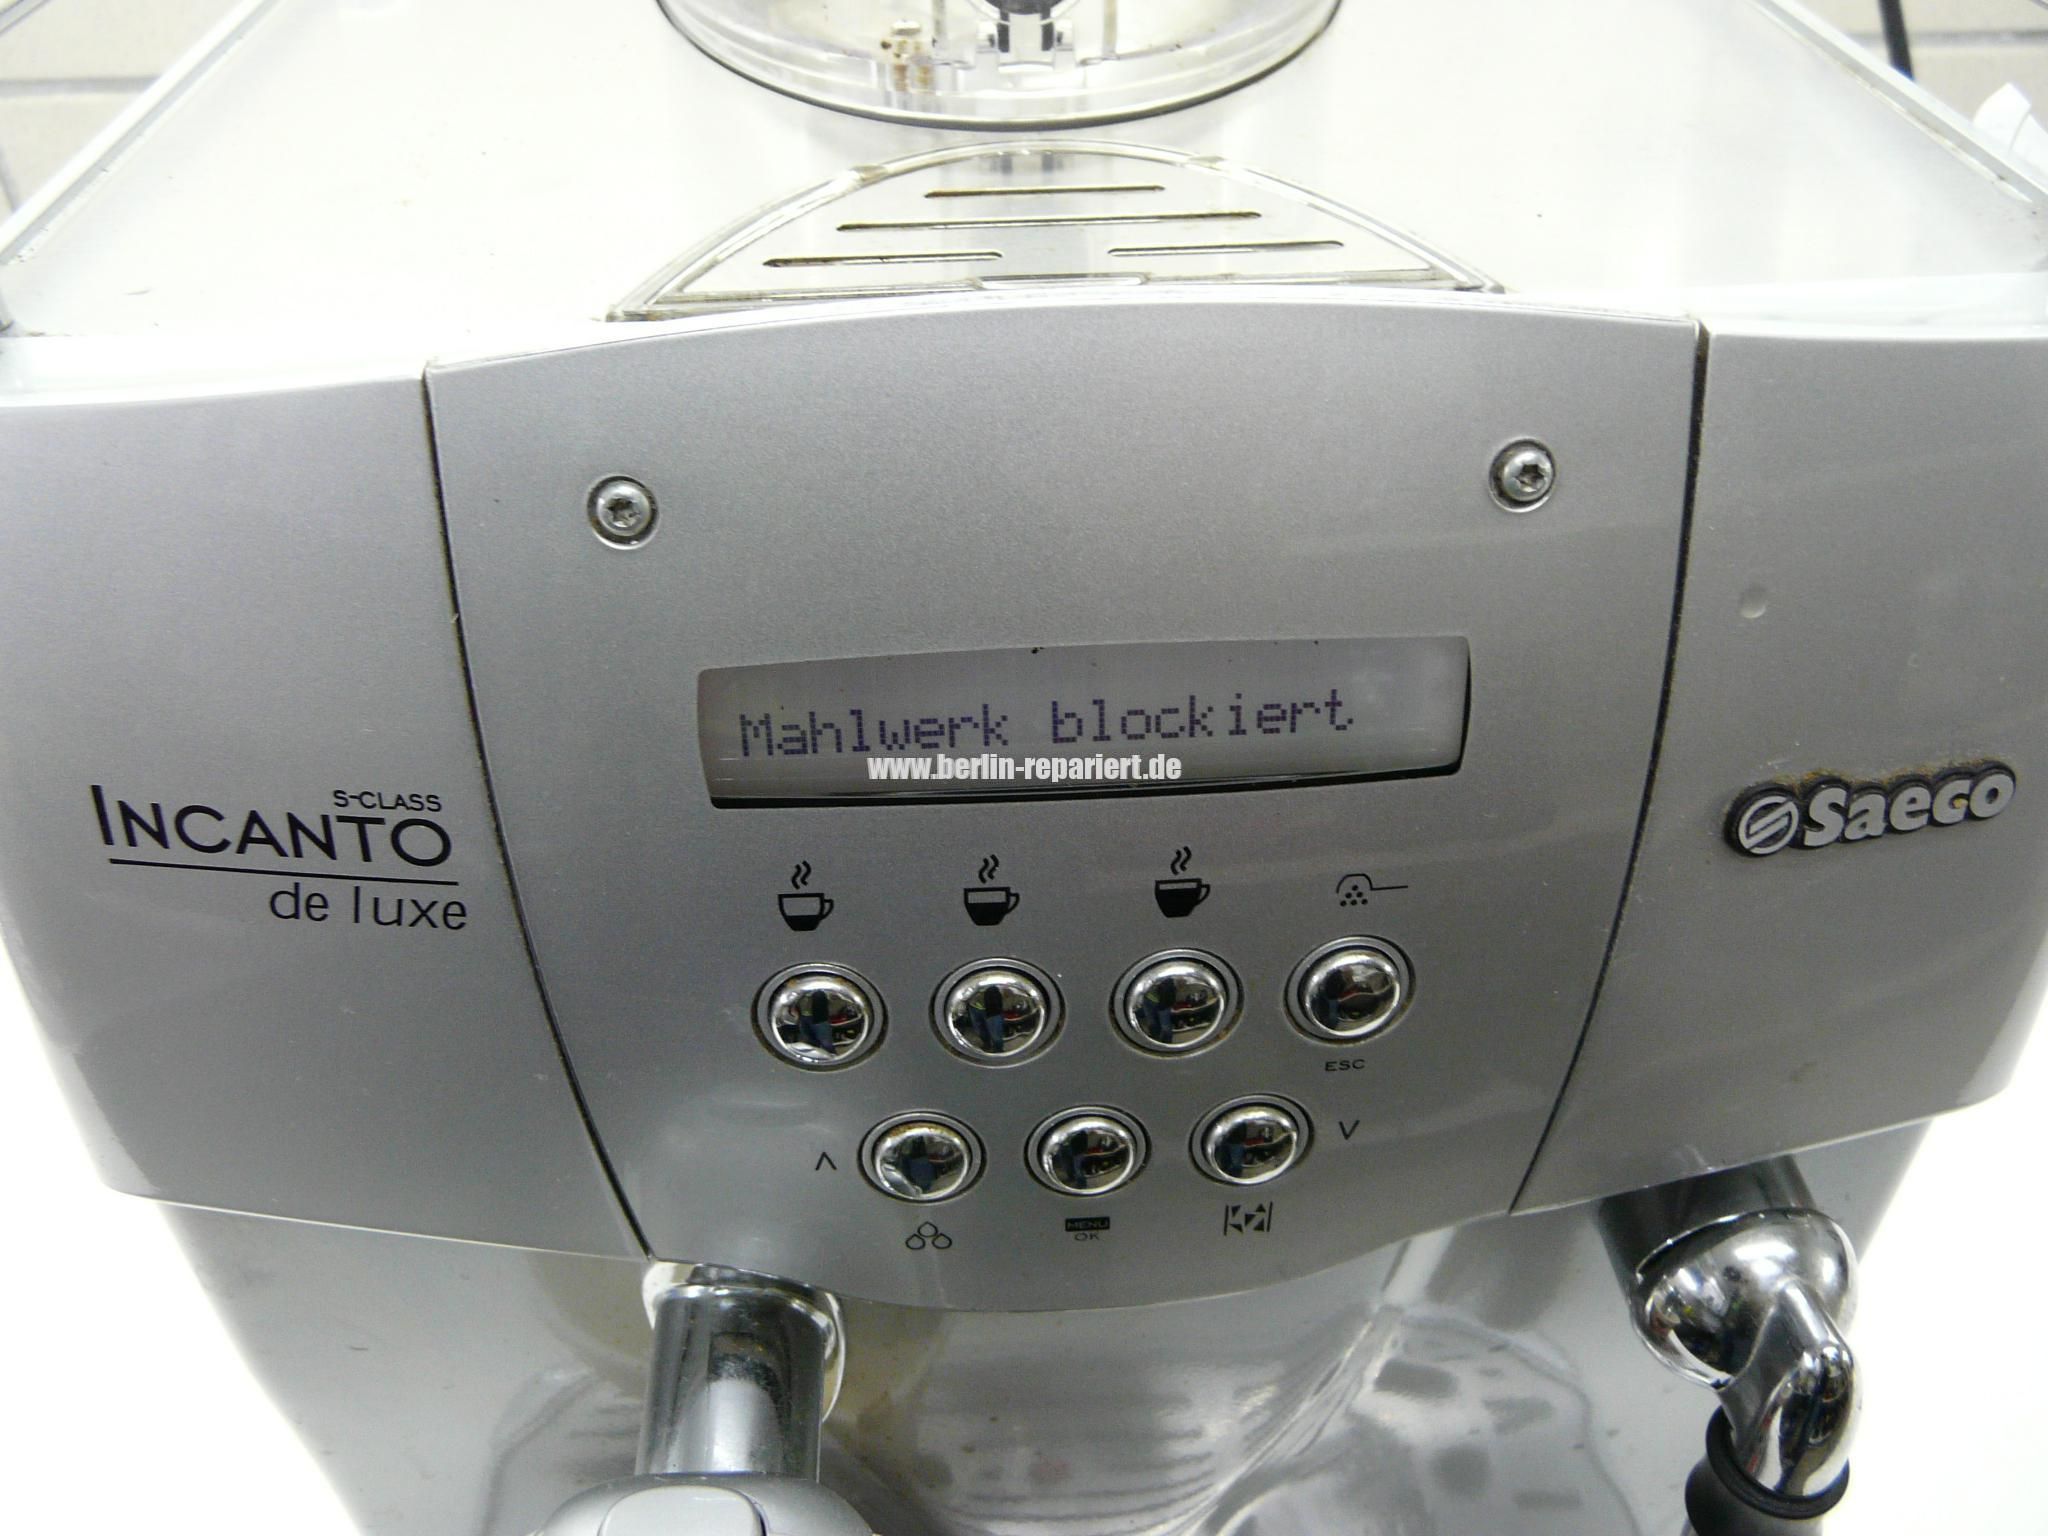 Mahlwerk blockiert
www.berlin-repariert.de
S-CLASS
INCANTO
de luxe
Saeco
ESC
MENU
OK